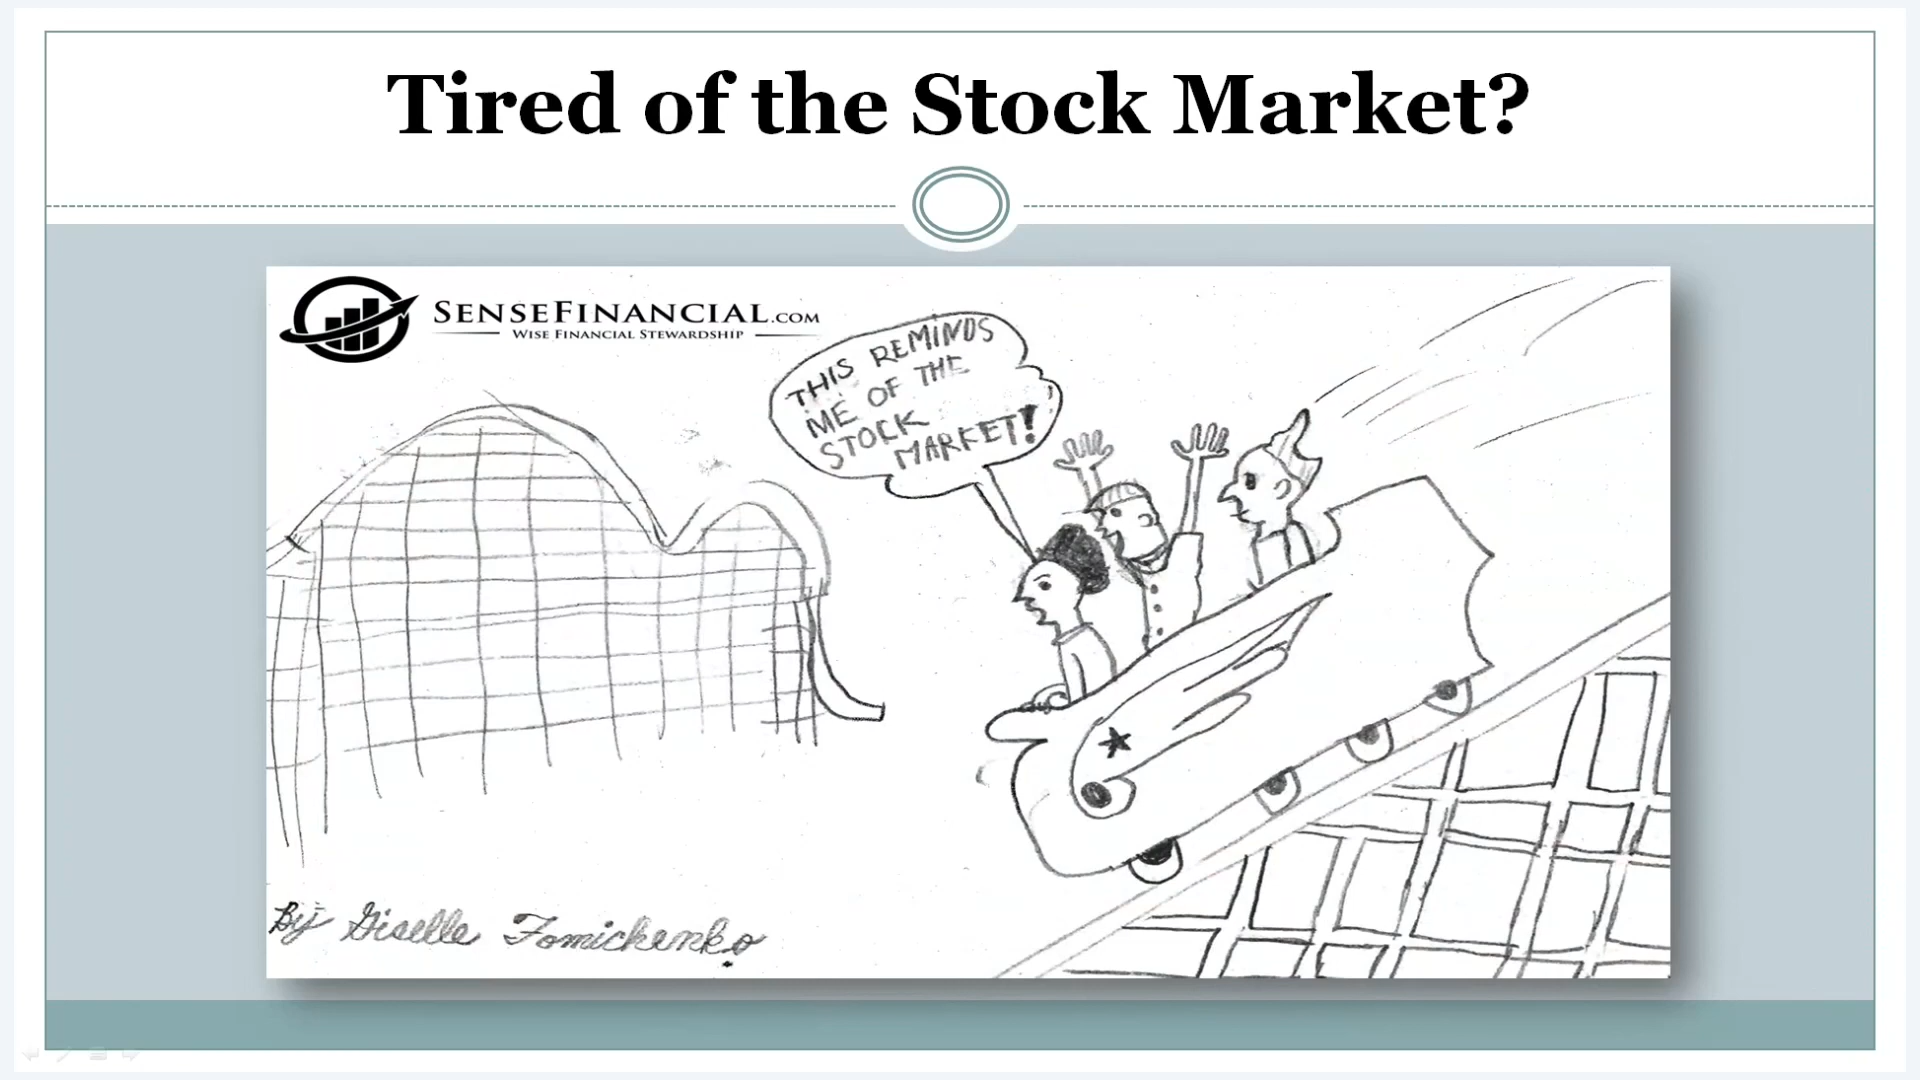 Tired of the Stock Market?
SENSEFINANCIAL.COM
WISE FINANCIAL STEWARDSHIP
THIS REMINDS
ME OF THE
STOCK
MARKET!
By Giselle Fomichenko